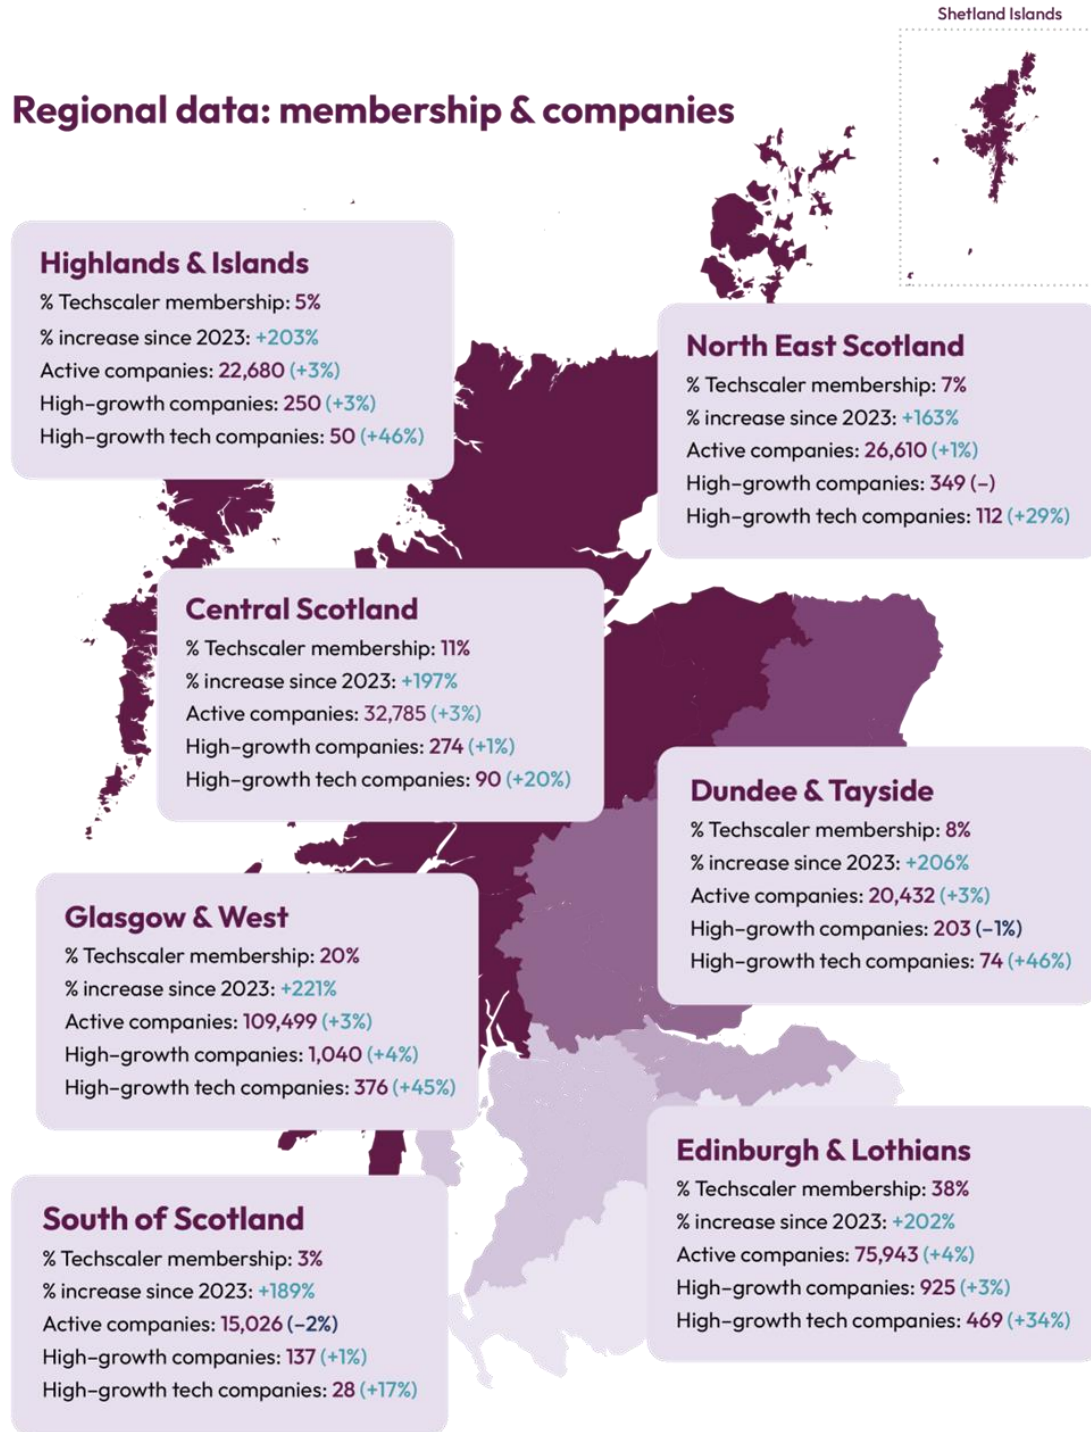 Shetland Islands
Regional data: membership & companies
Highlands & Islands
% Techscaler membership: 5%
% increase since 2023: +203%
Active companies: 22,680 (+3%)
High-growth companies: 250 (+3%)
High-growth tech companies: 50 (+46%)
North East Scotland
% Techscaler membership: 7%
% increase since 2023: +163%
Active companies: 26,610 (+1%)
High-growth companies: 349 (–)
High-growth tech companies: 112 (+29%)
Central Scotland
% Techscaler membership: 11%
% increase since 2023: +197%
Active companies: 32,785 (+3%)
High-growth companies: 274 (+1%)
High-growth tech companies: 90 (+20%)
Dundee & Tayside
% Techscaler membership: 8%
% increase since 2023: +206%
Active companies: 20,432 (+3%)
High-growth companies: 203 (–1%)
High-growth tech companies: 74 (+46%)
Glasgow & West
% Techscaler membership: 20%
% increase since 2023: +221%
Active companies: 109,499 (+3%)
High-growth companies: 1,040 (+4%)
High-growth tech companies: 376 (+45%)
Edinburgh & Lothians
% Techscaler membership: 38%
% increase since 2023: +202%
Active companies: 75,943 (+4%)
High-growth companies: 925 (+3%)
High-growth tech companies: 469 (+34%)
South of Scotland
% Techscaler membership: 3%
% increase since 2023: +189%
Active companies: 15,026 (–2%)
High-growth companies: 137 (+1%)
High-growth tech companies: 28 (+17%)